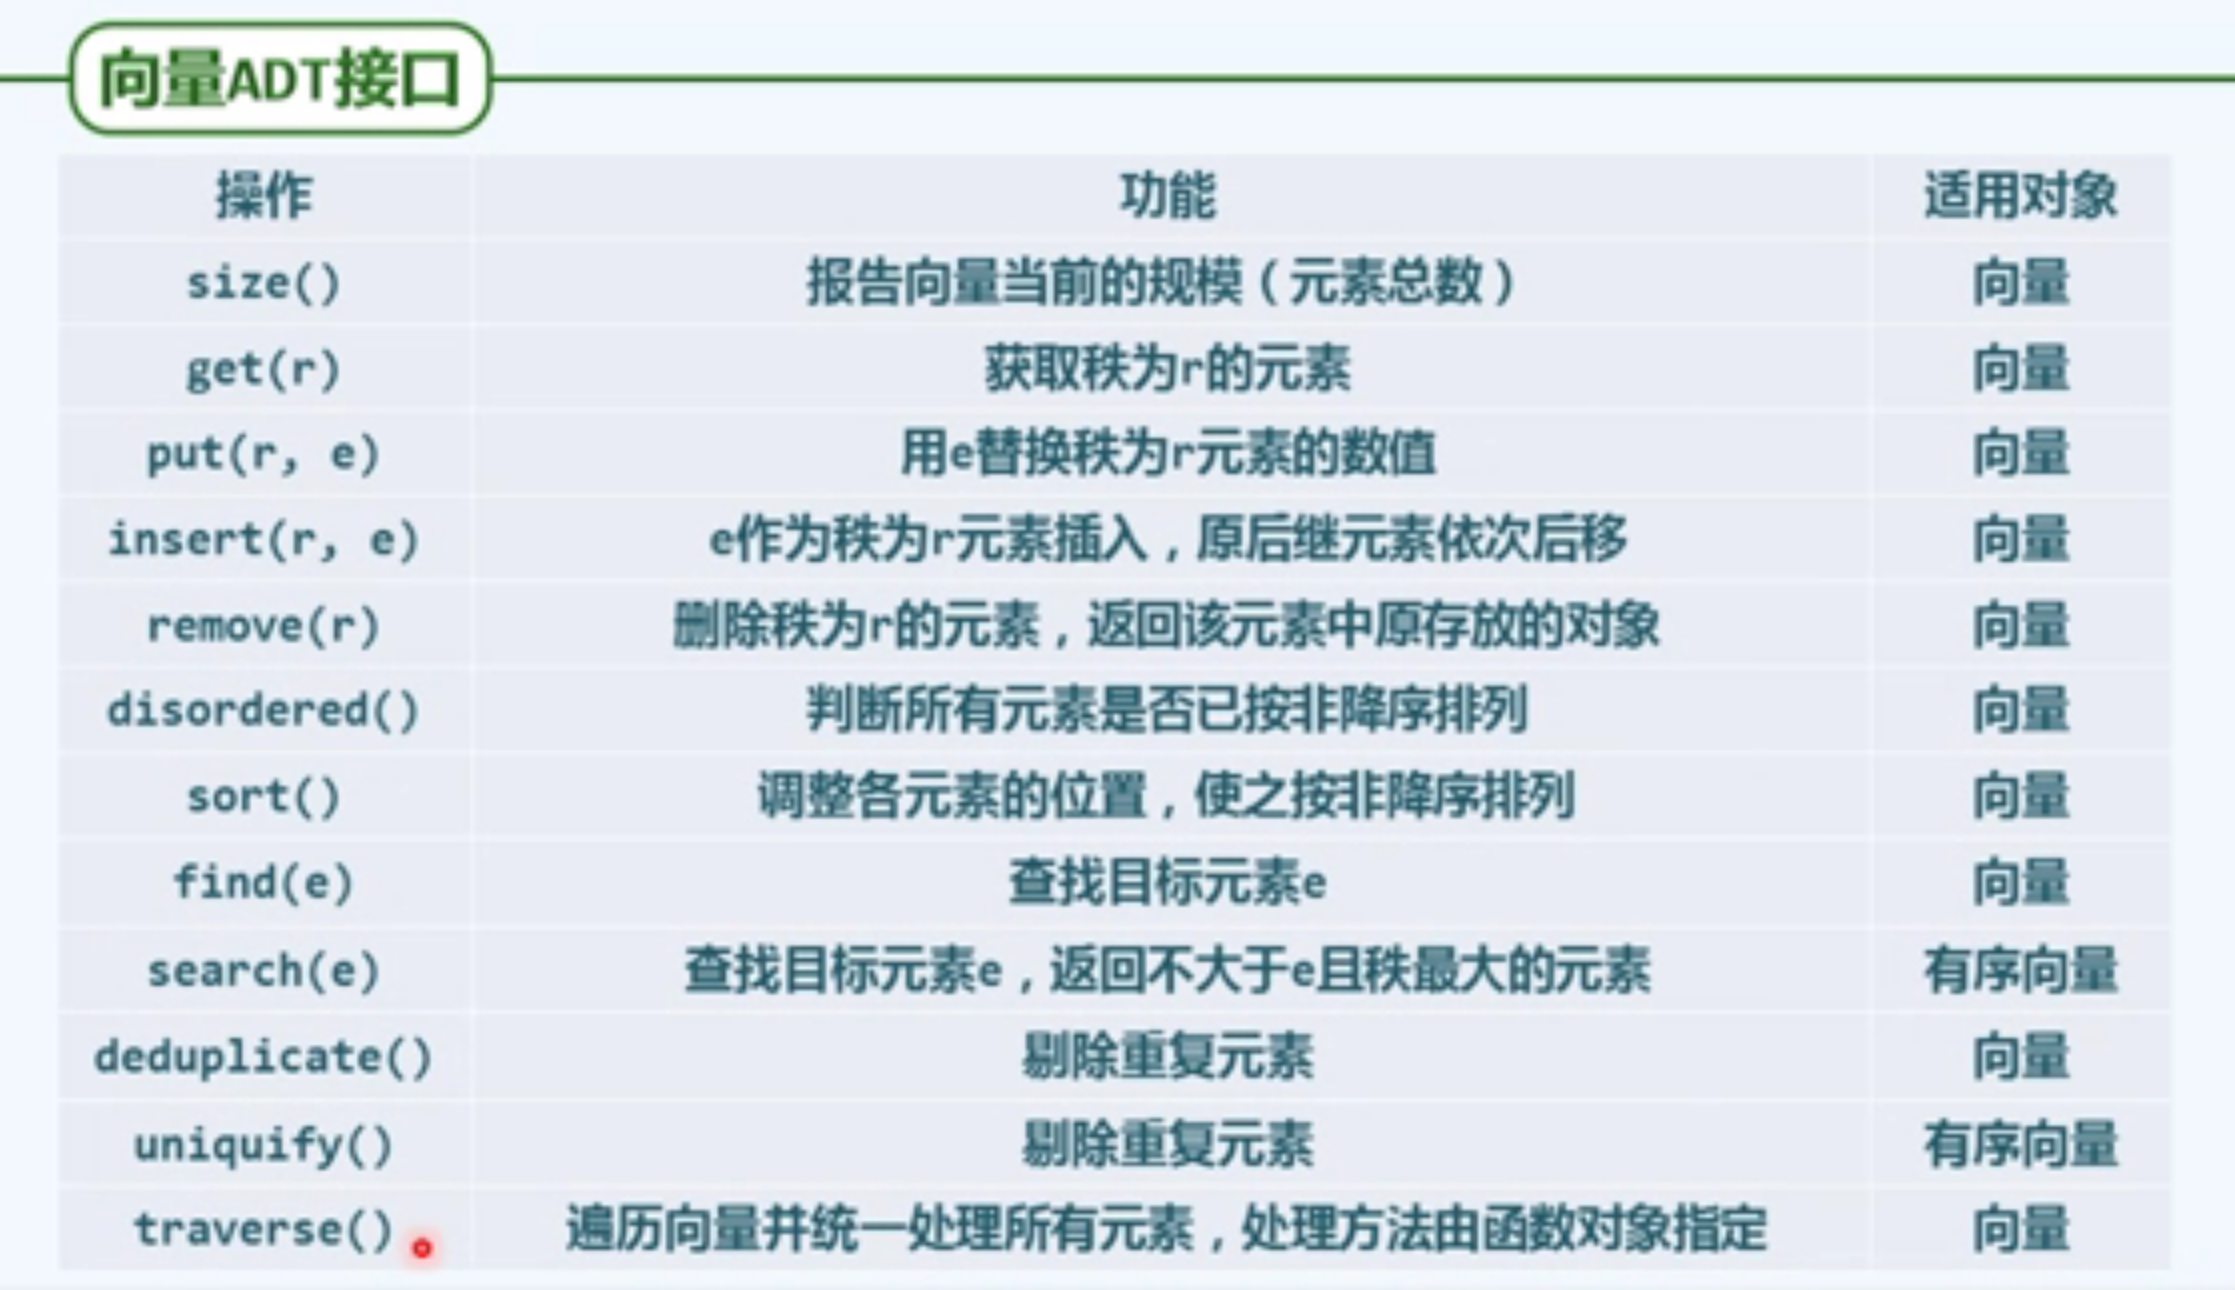 向量ADT接口
操作 功能 适用对象
size() 报告向量当前的规模（元素总数） 向量
get(r) 获取秩为r的元素 向量
put(r, e) 用e替换秩为r元素的数值 向量
insert(r, e) e作为秩为r元素插入，原后继元素依次后移 向量
remove(r) 删除秩为r的元素，返回该元素中原存放的对象 向量
disordered() 判断所有元素是否已按非降序排列 向量
sort() 调整各元素的位置，使之按非降序排列 向量
find(e) 查找目标元素e 向量
search(e) 查找目标元素e，返回不大于e且秩最大的元素 有序向量
deduplicate() 剔除重复元素 向量
uniquify() 剔除重复元素 有序向量
traverse() 遍历向量并统一处理所有元素，处理方法由函数对象指定 向量